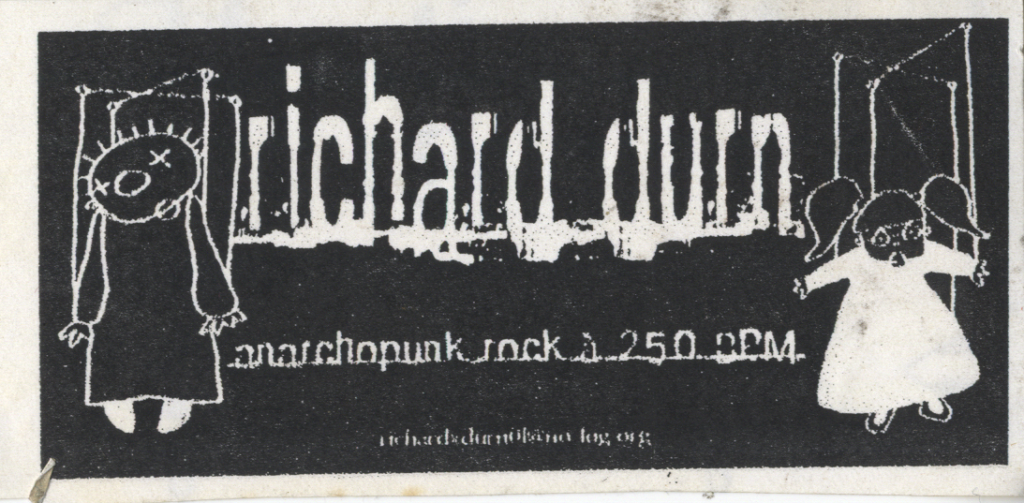 richard durn
anarchopunk rock à 250 BPM